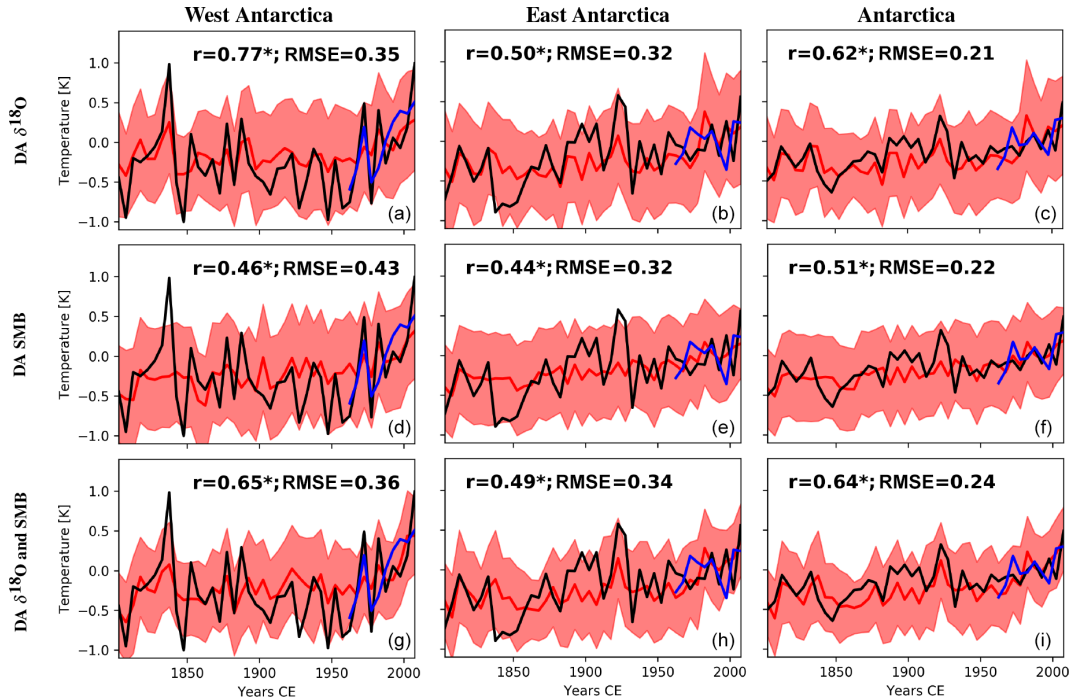 West Antarctica East Antarctica Antarctica
DA δ¹⁸O
Temperature [K]
1.0
0.5
0.0
−0.5
−1.0
r=0.77*; RMSE=0.35
(a)
r=0.50*; RMSE=0.32
(b)
r=0.62*; RMSE=0.21
(c)
DA SMB
Temperature [K]
1.0
0.5
0.0
−0.5
−1.0
r=0.46*; RMSE=0.43
(d)
r=0.44*; RMSE=0.32
(e)
r=0.51*; RMSE=0.22
(f)
DA δ¹⁸O and SMB
Temperature [K]
1.0
0.5
0.0
−0.5
−1.0
r=0.65*; RMSE=0.36
(g)
r=0.49*; RMSE=0.34
(h)
r=0.64*; RMSE=0.24
(i)
1850 1900 1950 2000 1850 1900 1950 2000 1850 1900 1950 2000
Years CE Years CE Years CE